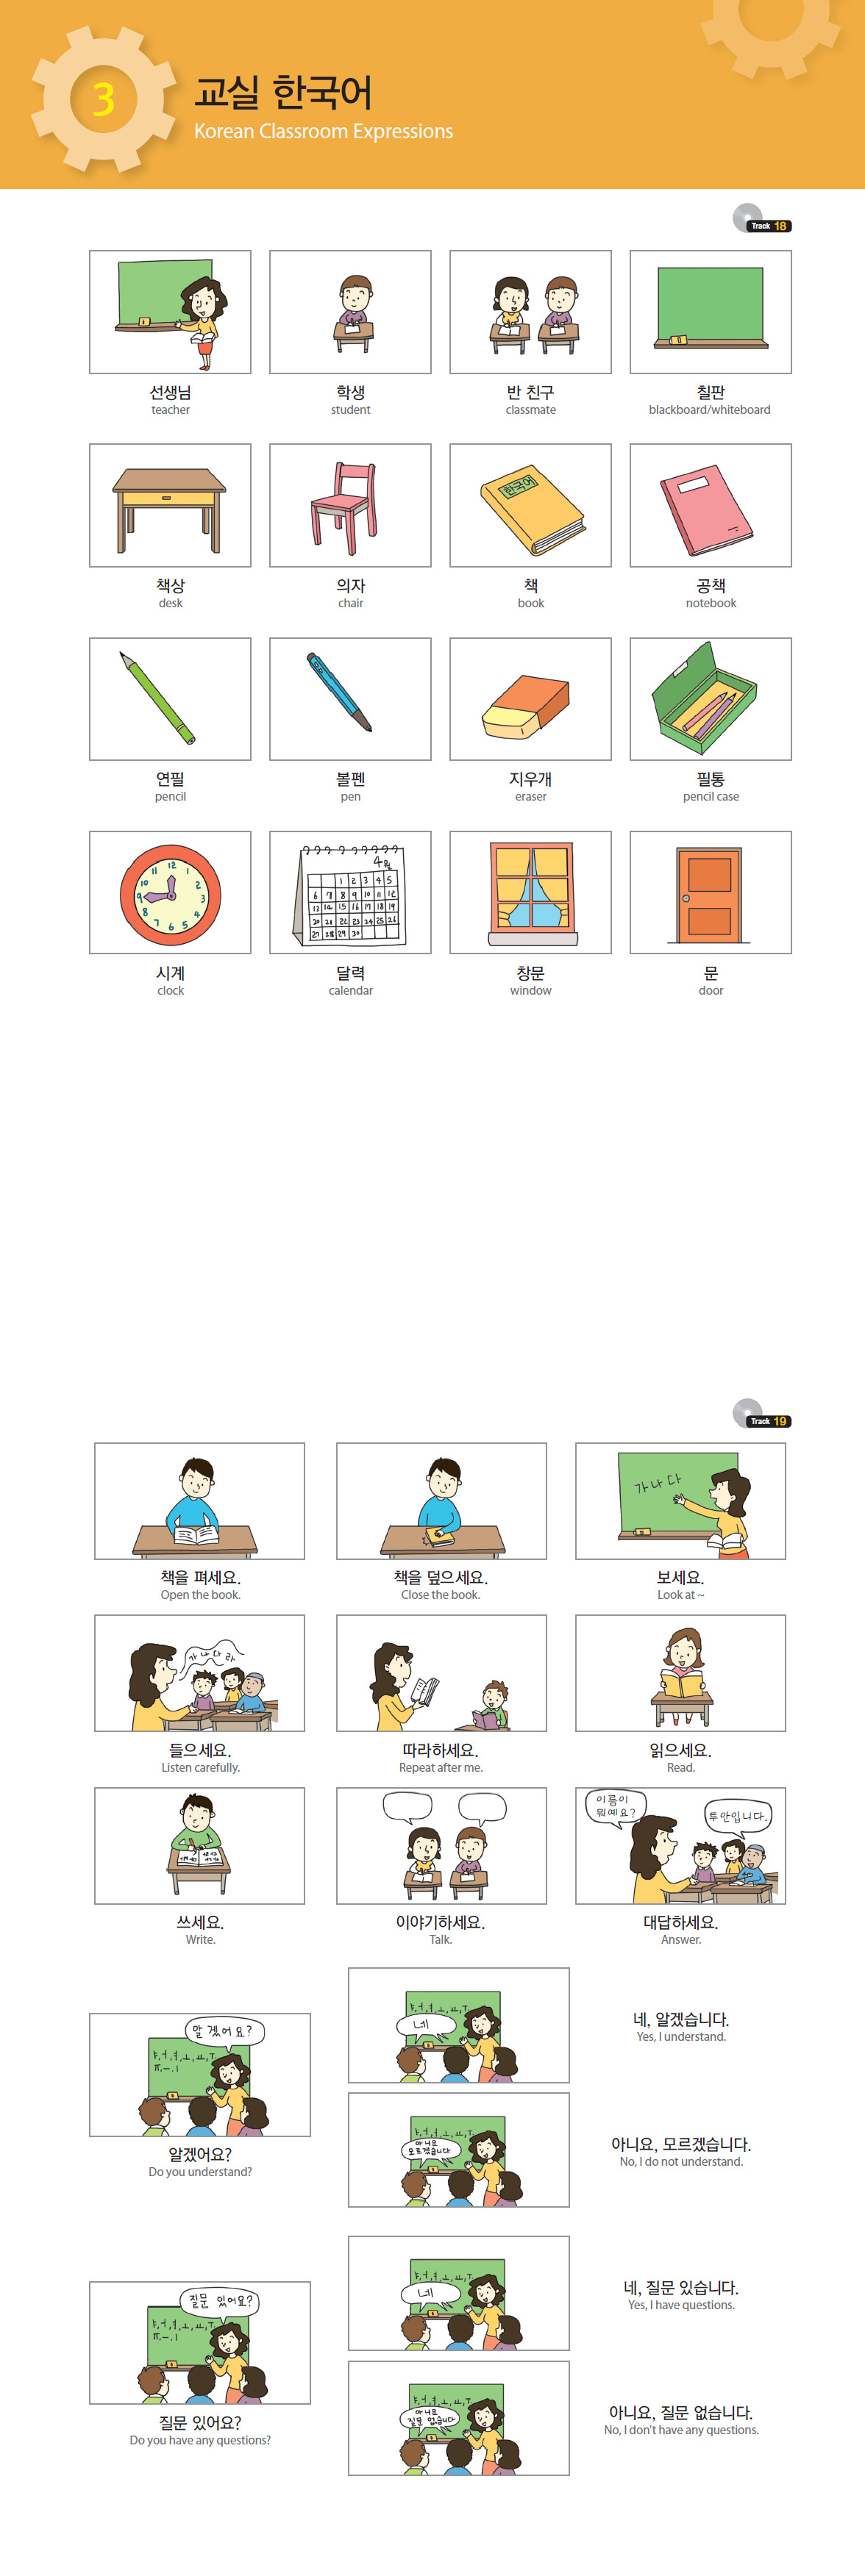 3
교실 한국어
Korean Classroom Expressions
Track 18
선생님 학생 반 친구 칠판
teacher student classmate blackboard/whiteboard
한국어
책상 의자 책 공책
desk chair book notebook
연필 볼펜 지우개 필통
pencil pen eraser pencil case
12
11 1
10 2
9 3
8 4
7 6 5
4월
1 2 3 4 5
6 7 8 9 10 11 12
13 14 15 16 17 18 19
20 21 22 23 24 25 26
27 28 29 30
시계 달력 창문 문
clock calendar window door
Track 19
가나다
책을 펴세요. 책을 덮으세요. 보세요.
Open the book. Close the book. Look at ~
가나다라
들으세요. 따라하세요. 읽으세요.
Listen carefully. Repeat after me. Read.
이름이
뭐예요?
투안입니다.
쓰세요. 이야기하세요. 대답하세요.
Write. Talk. Answer.
알겠어요?
ㅑ,ㅓ,ㅕ,ㅗ,ㅛ,ㅜ
ㅠ,ㅡ,ㅣ
알겠어요?
Do you understand?
ㅑ,ㅓ,ㅕ,ㅗ,ㅛ,ㅜ
네
네, 알겠습니다.
Yes, I understand.
ㅑ,ㅓ,ㅕ,ㅗ,ㅛ,ㅜ
아니요
모르겠습니다
아니요, 모르겠습니다.
No, I do not understand.
질문 있어요?
ㅑ,ㅓ,ㅕ,ㅗ,ㅛ,ㅜ
ㅠ,ㅡ,ㅣ
질문 있어요?
Do you have any questions?
ㅑ,ㅓ,ㅕ,ㅗ,ㅛ,ㅜ
네
네, 질문 있습니다.
Yes, I have questions.
ㅑ,ㅓ,ㅕ,ㅗ,ㅛ,ㅜ
아니요
질문 없습니다
아니요, 질문 없습니다.
No, I don't have any questions.